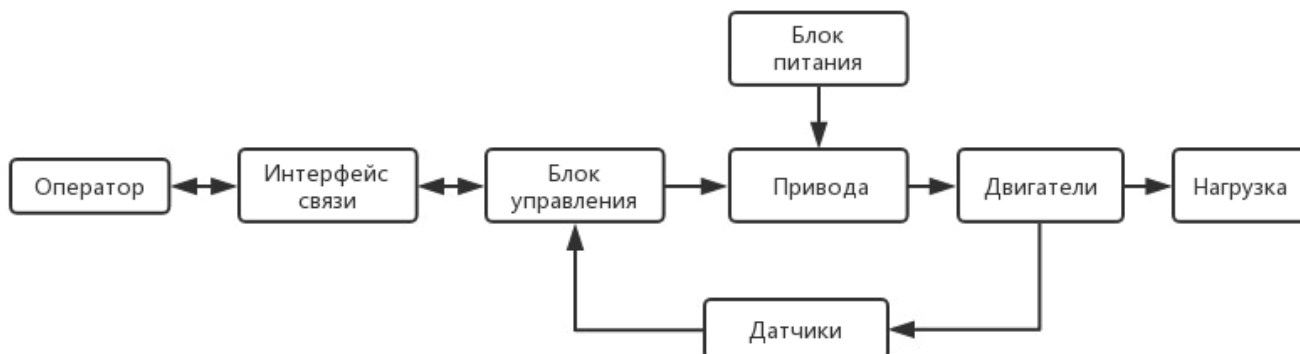 Блок
питания
Оператор
Интерфейс
связи
Блок
управления
Привода
Двигатели
Нагрузка
Датчики